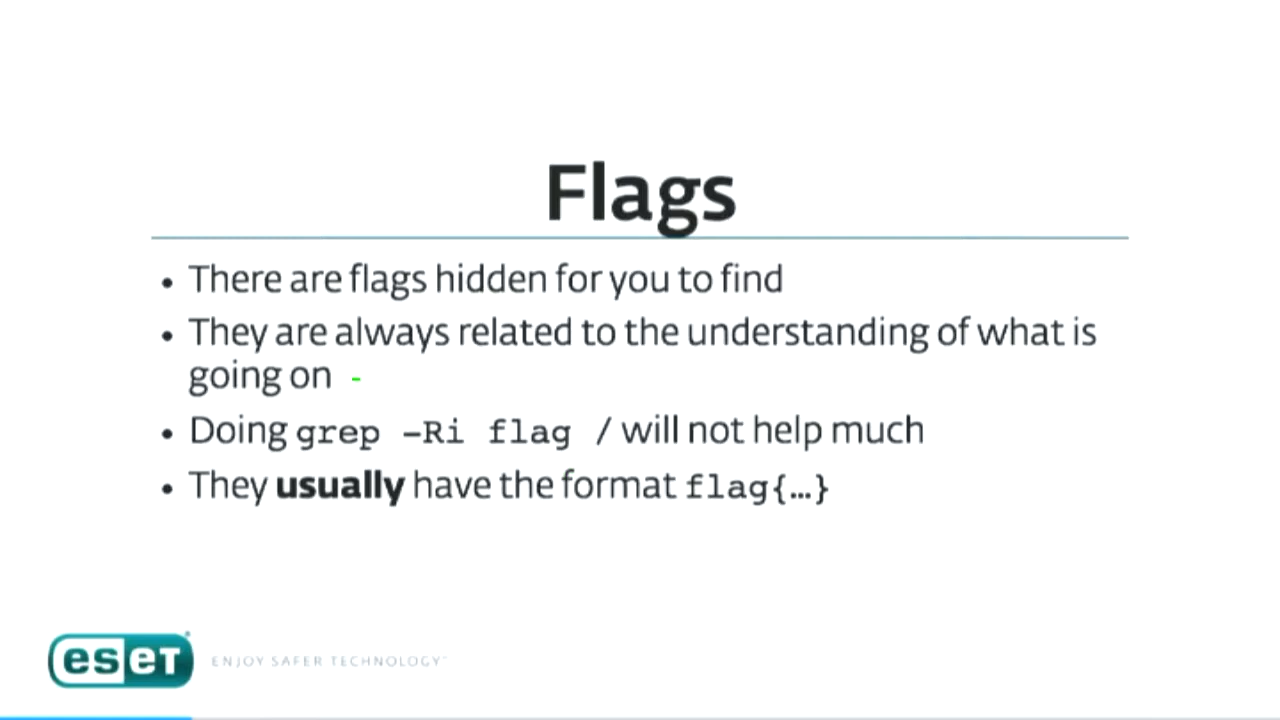 Flags
• There are flags hidden for you to find
• They are always related to the understanding of what is
going on -
• Doing grep –Ri flag / will not help much
• They usually have the format flag{…}
eseT ENJOY SAFER TECHNOLOGY™